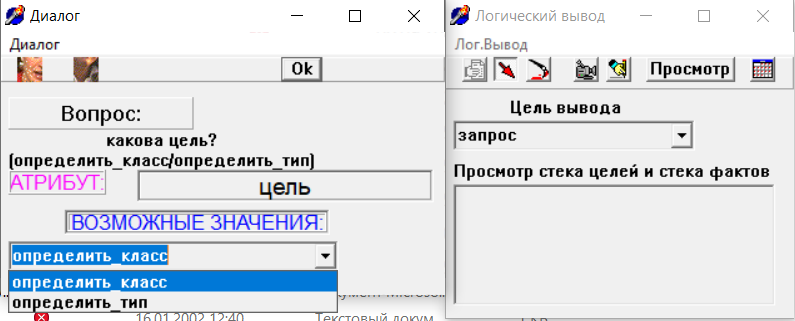 Диалог
Диалог
Ok
Вопрос:
какова цель?
(определить_класс/определить_тип)
АТРИБУТ:
цель
ВОЗМОЖНЫЕ ЗНАЧЕНИЯ:
определить_класс
определить_класс
определить_тип
16.01.2002 12:40
Текстовый докум
Логический вывод
Лог.Вывод
Просмотр
Цель вывода
запрос
Просмотр стека целей и стека фактов